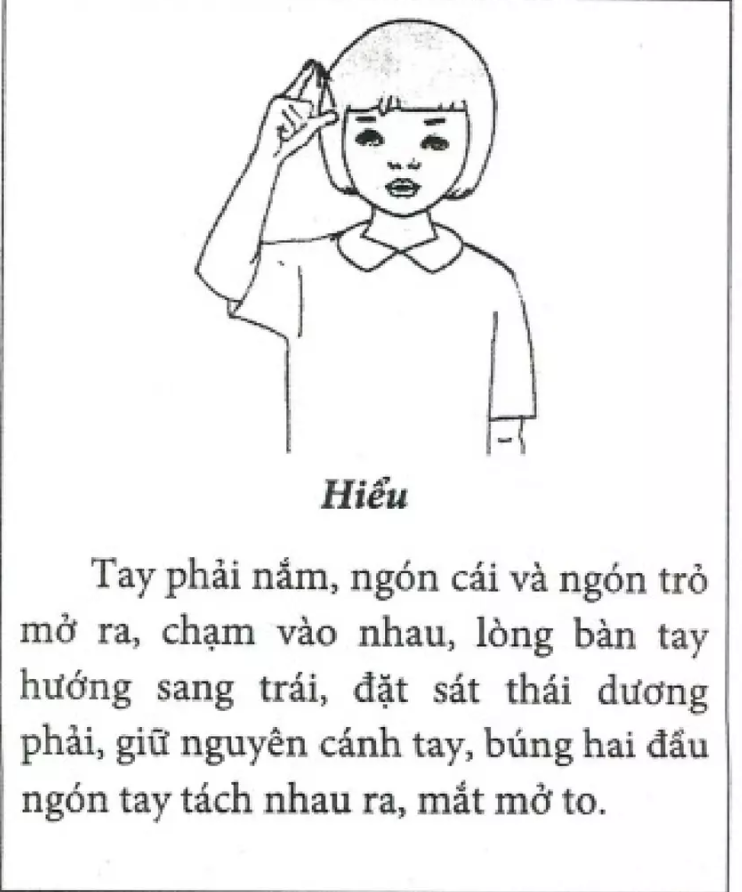 Hiểu
Tay phải nắm, ngón cái và ngón trỏ
mở ra, chạm vào nhau, lòng bàn tay
hướng sang trái, đặt sát thái dương
phải, giữ nguyên cánh tay, búng hai đầu
ngón tay tách nhau ra, mắt mở to.